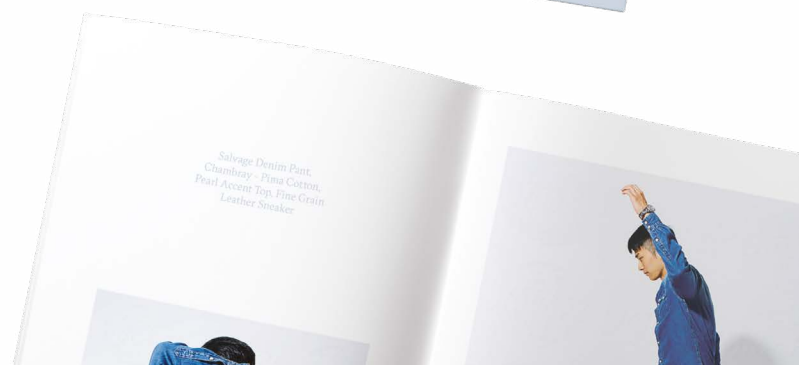 Salvage Denim Pant,
Chambray - Pima Cotton,
Pearl Accent Top, Fine Grain
Leather Sneaker